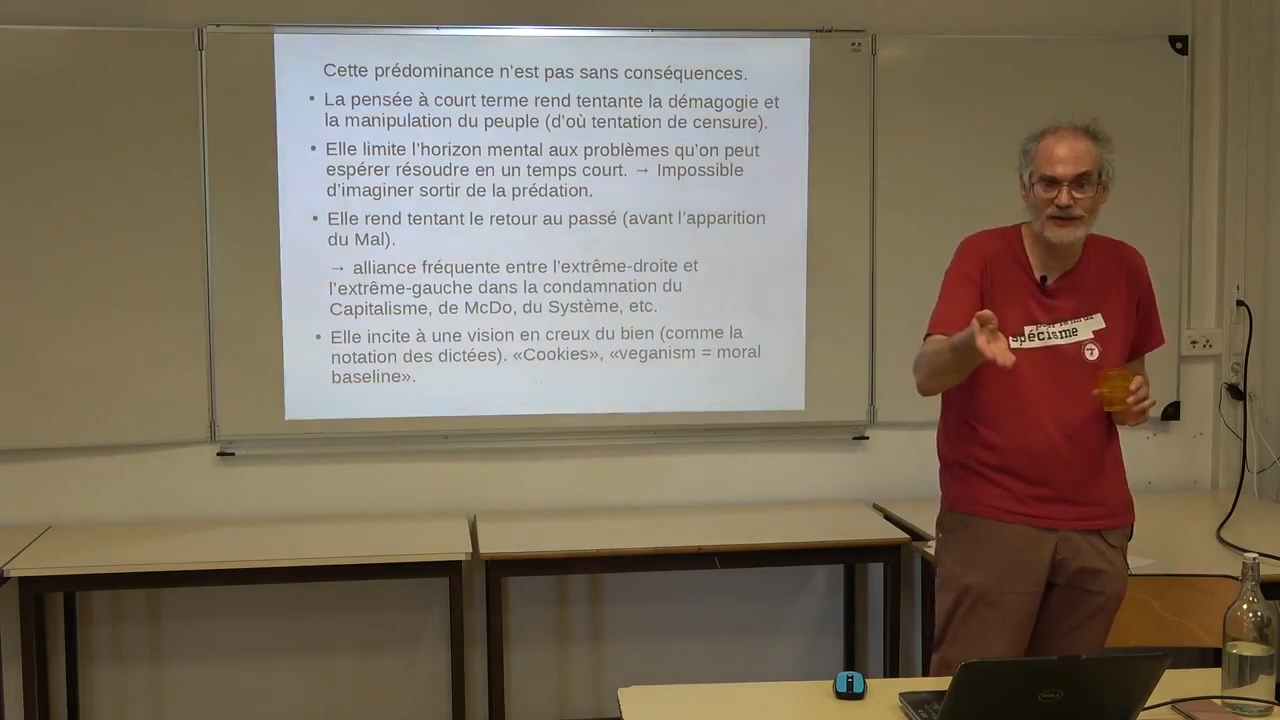 Cette prédominance n'est pas sans conséquences.
• La pensée à court terme rend tentante la démagogie et
la manipulation du peuple (d'où tentation de censure).
• Elle limite l'horizon mental aux problèmes qu'on peut
espérer résoudre en un temps court. → Impossible
d'imaginer sortir de la prédation.
• Elle rend tentant le retour au passé (avant l'apparition
du Mal).
→ alliance fréquente entre l'extrême-droite et
l'extrême-gauche dans la condamnation du
Capitalisme, de McDo, du Système, etc.
• Elle incite à une vision en creux du bien (comme la
notation des dictées). «Cookies», «veganism = moral
baseline».
spécisme
DELL